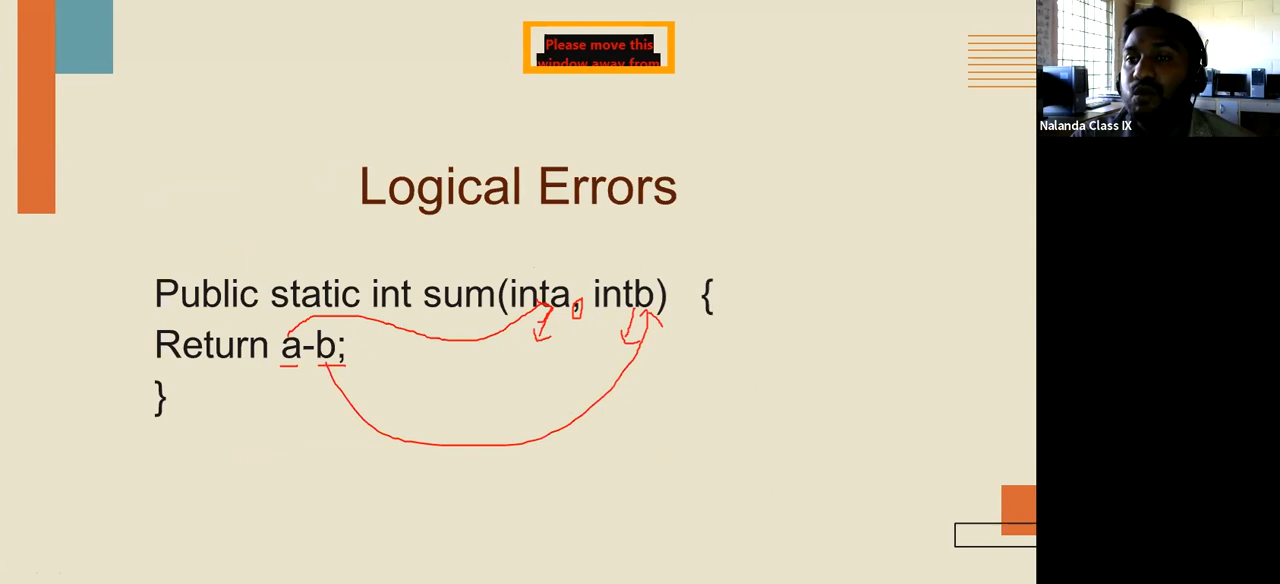 Please move this
window away from
Nalanda Class IX
Logical Errors
Public static int sum(inta, intb) {
Return a-b;
}